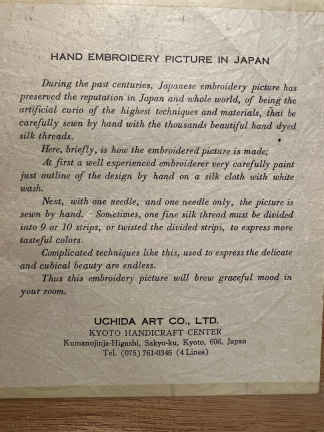 HAND EMBROIDERY PICTURE IN JAPAN
During the past centuries, Japanese embroidery picture has
preserved the reputation in Japan and whole world, of being the
artificial curio of the highest techniques and materials, that be
carefully sewn by hand with the thousands beautiful hand dyed
silk threads.
Here, briefly, is how the embroidered picture is made;
At first a well experienced embroiderer very carefully paint
just outline of the design by hand on a silk cloth with white
wash.
Next, with one needle, and one needle only, the picture is
sewn by hand. Sometimes, one fine silk thread must be divided
into 9 or 10 strips, or twisted the divided strips, to express more
tasteful colors.
Complicated techniques like this, used to express the delicate
and cubical beauty are endless.
Thus this embroidery picture will brew graceful mood in
your room.
UCHIDA ART CO., LTD.
KYOTO HANDICRAFT CENTER
Kumanojinja-Higashi, Sakyo-ku, Kyoto, 606, Japan
Tel. (075) 761-0345 (4 Lines)